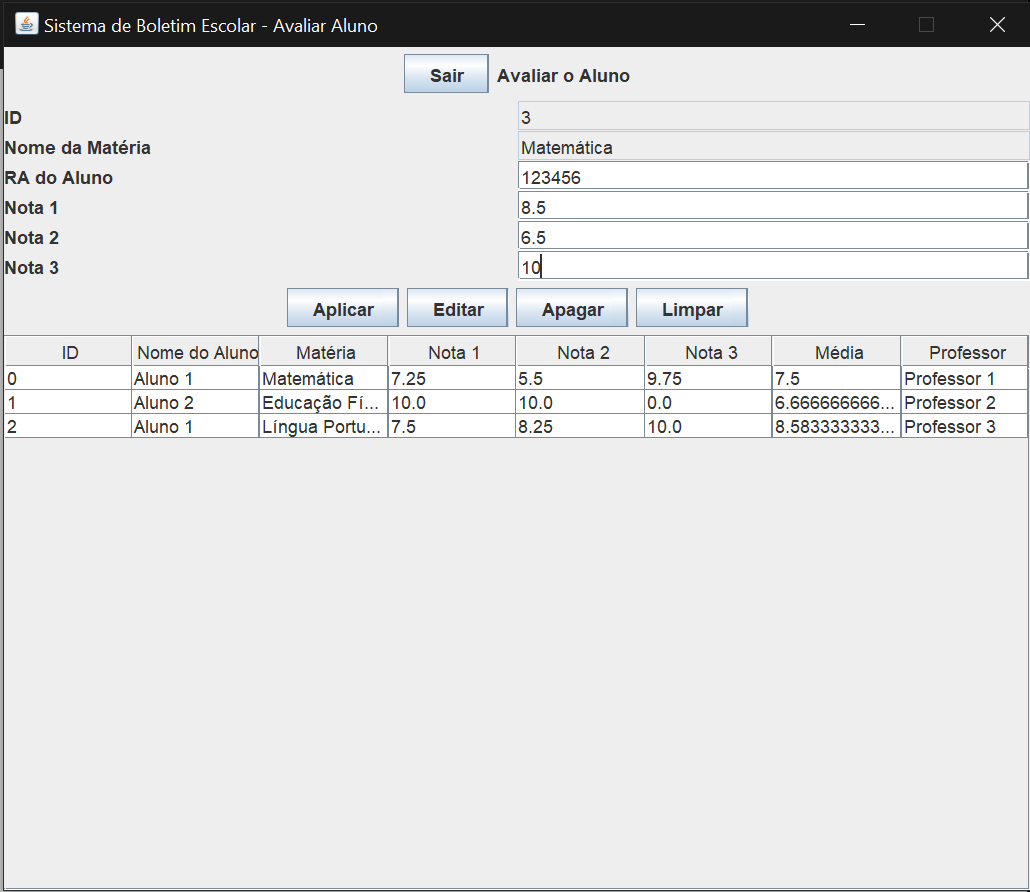 Sistema de Boletim Escolar - Avaliar Aluno
Sair Avaliar o Aluno
ID 3
Nome da Matéria Matemática
RA do Aluno 123456
Nota 1 8.5
Nota 2 6.5
Nota 3 10
Aplicar Editar Apagar Limpar
ID Nome do Aluno Matéria Nota 1 Nota 2 Nota 3 Média Professor
0 Aluno 1 Matemática 7.25 5.5 9.75 7.5 Professor 1
1 Aluno 2 Educação Fí... 10.0 10.0 0.0 6.666666666... Professor 2
2 Aluno 1 Língua Portu... 7.5 8.25 10.0 8.583333333... Professor 3